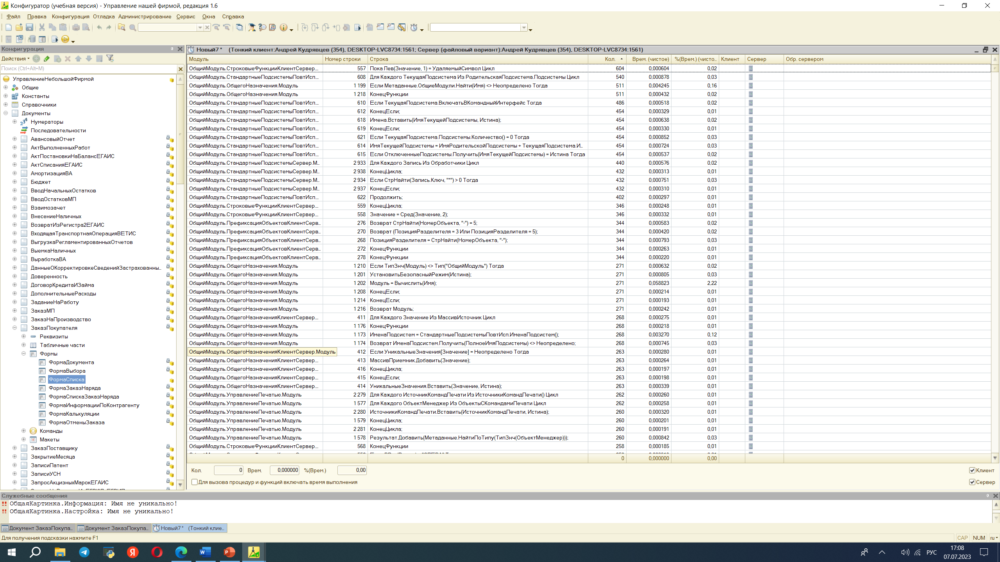 Конфигуратор (учебная версия) - Управление нашей фирмой, редакция 1.6
Файл Правка Конфигурация Отладка Администрирование Сервис Окна Справка
Конфигурация
Действия
Поиск (Ctrl+Alt+M)
УправлениеНебольшойФирмой
Общие
Константы
Справочники
Документы
Нумераторы
Последовательности
АвансовыйОтчет
АктВыполненныхРабот
АктПостановкиНаБалансЕГАИС
АктСписанияЕГАИС
АмортизацияВА
Бюджет
ВводНачальныхОстатков
ВводОстатковМП
Взаимозачет
ВнесениеНаличных
ВозвратИзРегистра2ЕГАИС
ВходящаяТранспортнаяОперацияВЕТИС
ВыгрузкаРегламентированныхОтчетов
ВыемкаНаличных
ВыработкаВА
ДанныеОКорректировкеСведенийЗастрахованны...
Доверенность
ДоговорКредитаИЗайма
ДополнительныеРасходы
ЗаданиеНаРаботу
ЗаказМП
ЗаказНаПроизводство
ЗаказПокупателя
Реквизиты
Табличные части
Формы
ФормаДокумента
ФормаВыбора
ФормаСписка
ФормаЗаказНаряда
ФормаСпискаЗаказНаряда
ФормаИнформацииПоКонтрагенту
ФормаКалькуляции
ФормаОтменыЗаказа
Команды
Макеты
ЗаказПоставщику
ЗакрытиеМесяца
ЗаписиПатент
ЗаписиУСН
ЗапросАкцизныхМарокЕГАИС
Новый7 * (Тонкий клиент:Андрей Кудрявцев (354), DESKTOP-LVC8734:1561; Сервер (файловый вариант):Андрей Кудрявцев (354), DESKTOP-LVC8734:1561)
Модуль Номер строки Строка Кол. Врем. (чистое) %(Врем.) (чисто... Клиент Сервер Обр. сервером
ОбщийМодуль.СтроковыеФункцииКлиентСервер.... 557 Пока Лев(Значение, 1) = УдаляемыйСимвол Цикл 604 0,000604 0,02
ОбщийМодуль.СтандартныеПодсистемыПовтИсп.... 608 Для Каждого ТекущаяПодсистема Из РодительскаяПодсистема.Подсистемы Цикл 540 0,000878 0,03
ОбщийМодуль.ОбщегоНазначения.Модуль 1 199 Если Метаданные.ОбщиеМодули.Найти(Имя) <> Неопределено Тогда 511 0,004245 0,16
ОбщийМодуль.ОбщегоНазначения.Модуль 1 218 КонецФункции 511 0,000432 0,02
ОбщийМодуль.СтандартныеПодсистемыПовтИсп.... 610 Если ТекущаяПодсистема.ВключатьВКомандныйИнтерфейс Тогда 486 0,000518 0,02
ОбщийМодуль.СтандартныеПодсистемыПовтИсп.... 612 КонецЕсли; 454 0,000329 0,01
ОбщийМодуль.СтандартныеПодсистемыПовтИсп.... 618 Имена.Вставить(ИмяТекущейПодсистемы, Истина); 454 0,000638 0,02
ОбщийМодуль.СтандартныеПодсистемыПовтИсп.... 619 КонецЕсли; 454 0,000330 0,01
ОбщийМодуль.СтандартныеПодсистемыПовтИсп.... 621 Если ТекущаяПодсистема.Подсистемы.Количество() = 0 Тогда 454 0,000852 0,03
ОбщийМодуль.СтандартныеПодсистемыПовтИсп.... 614 ИмяТекущейПодсистемы = ИмяРодительскойПодсистемы + ТекущаяПодсистема.И... 454 0,000724 0,03
ОбщийМодуль.СтандартныеПодсистемыПовтИсп.... 615 Если ОтключенныеПодсистемы.Получить(ИмяТекущейПодсистемы) = Истина Тогда 454 0,000537 0,02
ОбщийМодуль.СтандартныеПодсистемыСервер.М... 2 933 Для Каждого Запись Из Обработчики Цикл 440 0,000576 0,02
ОбщийМодуль.СтандартныеПодсистемыСервер.М... 2 938 КонецЦикла; 432 0,000313 0,01
ОбщийМодуль.СтандартныеПодсистемыСервер.М... 2 934 Если СтрНайти(Запись.Ключ, "*") > 0 Тогда 432 0,000751 0,03
ОбщийМодуль.СтандартныеПодсистемыСервер.М... 2 937 КонецЕсли; 432 0,000310 0,01
ОбщийМодуль.СтандартныеПодсистемыПовтИсп.... 622 Продолжить; 402 0,000297 0,01
ОбщийМодуль.СтроковыеФункцииКлиентСервер.... 559 КонецЦикла; 346 0,000248 0,01
ОбщийМодуль.СтроковыеФункцииКлиентСервер.... 558 Значение = Сред(Значение, 2); 346 0,000332 0,01
ОбщийМодуль.ПрефиксацияОбъектовКлиентСерв... 276 Возврат СтрНайти(НомерОбъекта, "-") = 5; 344 0,000583 0,02
ОбщийМодуль.ПрефиксацияОбъектовКлиентСерв... 270 Возврат (ПозицияРазделителя = 3 Или ПозицияРазделителя = 5); 344 0,000420 0,02
ОбщийМодуль.ПрефиксацияОбъектовКлиентСерв... 268 ПозицияРазделителя = СтрНайти(НомерОбъекта, "-"); 344 0,000793 0,03
ОбщийМодуль.ПрефиксацияОбъектовКлиентСерв... 272 КонецФункции 344 0,000263 0,01
ОбщийМодуль.ПрефиксацияОбъектовКлиентСерв... 278 КонецФункции 344 0,000220 0,01
ОбщийМодуль.ОбщегоНазначения.Модуль 1 210 Если ТипЗнч(Модуль) <> Тип("ОбщийМодуль") Тогда 271 0,000632 0,02
ОбщийМодуль.ОбщегоНазначения.Модуль 1 201 УстановитьБезопасныйРежим(Истина); 271 0,000805 0,03
ОбщийМодуль.ОбщегоНазначения.Модуль 1 202 Модуль = Вычислить(Имя); 271 0,058823 2,22
ОбщийМодуль.ОбщегоНазначения.Модуль 1 208 КонецЕсли; 271 0,000214 0,01
ОбщийМодуль.ОбщегоНазначения.Модуль 1 214 КонецЕсли; 271 0,000193 0,01
ОбщийМодуль.ОбщегоНазначения.Модуль 1 216 Возврат Модуль; 271 0,000242 0,01
ОбщийМодуль.ОбщегоНазначенияКлиентСервер.... 411 Для Каждого Значение Из МассивИсточник Цикл 268 0,000275 0,01
ОбщийМодуль.ОбщегоНазначения.Модуль 1 176 КонецФункции 268 0,000218 0,01
ОбщийМодуль.ОбщегоНазначения.Модуль 1 173 ИменаПодсистем = СтандартныеПодсистемыПовтИсп.ИменаПодсистем(); 268 0,003270 0,12
ОбщийМодуль.ОбщегоНазначения.Модуль 1 174 Возврат ИменаПодсистем.Получить(ПолноеИмяПодсистемы) <> Неопределено; 268 0,000745 0,03
ОбщийМодуль.ОбщегоНазначенияКлиентСервер.Модуль 412 Если УникальныеЗначения[Значение] = Неопределено Тогда 263 0,000280 0,01
ОбщийМодуль.ОбщегоНазначенияКлиентСервер.... 413 МассивПриемник.Добавить(Значение); 263 0,000264 0,01
ОбщийМодуль.ОбщегоНазначенияКлиентСервер.... 416 КонецЦикла; 263 0,000197 0,01
ОбщийМодуль.ОбщегоНазначенияКлиентСервер.... 415 КонецЕсли; 263 0,000198 0,01
ОбщийМодуль.ОбщегоНазначенияКлиентСервер.... 414 УникальныеЗначения.Вставить(Значение, Истина); 263 0,000339 0,01
ОбщийМодуль.УправлениеПечатью.Модуль 2 279 Для Каждого ИсточникКомандПечати Из ИсточникиКомандПечати() Цикл 262 0,000260 0,01
ОбщийМодуль.УправлениеПечатью.Модуль 1 577 Для Каждого ОбъектМенеджер Из ОбъектыСКомандамиПечати Цикл 262 0,000258 0,01
ОбщийМодуль.УправлениеПечатью.Модуль 2 280 ИсточникиКомандПечати.Вставить(ИсточникКомандПечати, Истина); 260 0,000320 0,01
ОбщийМодуль.УправлениеПечатью.Модуль 1 579 КонецЦикла; 260 0,000201 0,01
ОбщийМодуль.УправлениеПечатью.Модуль 2 281 КонецЦикла; 260 0,000191 0,01
ОбщийМодуль.УправлениеПечатью.Модуль 1 578 Результат.Добавить(Метаданные.НайтиПоТипу(ТипЗнч(ОбъектМенеджер))); 260 0,000842 0,03
ОбщийМодуль.СтроковыеФункцииКлиентСервер.... 568 КонецФункции 258 0,000185 0,01
0 0,000000 0,00
Кол. 0 Врем. 0,000000 %(Врем.) 0,00 Клиент
Для вызова процедур и функций включать время выполнения Сервер
Служебные сообщения
ОбщаяКартинка.Информация: Имя не уникально!
ОбщаяКартинка.Настройка: Имя не уникально!
Документ ЗаказПокупа... Документ ЗаказПокупа... Новый7 * (Тонкий клие...
Для получения подсказки нажмите F1 CAP NUM ru
РУС 17:08
07.07.2023